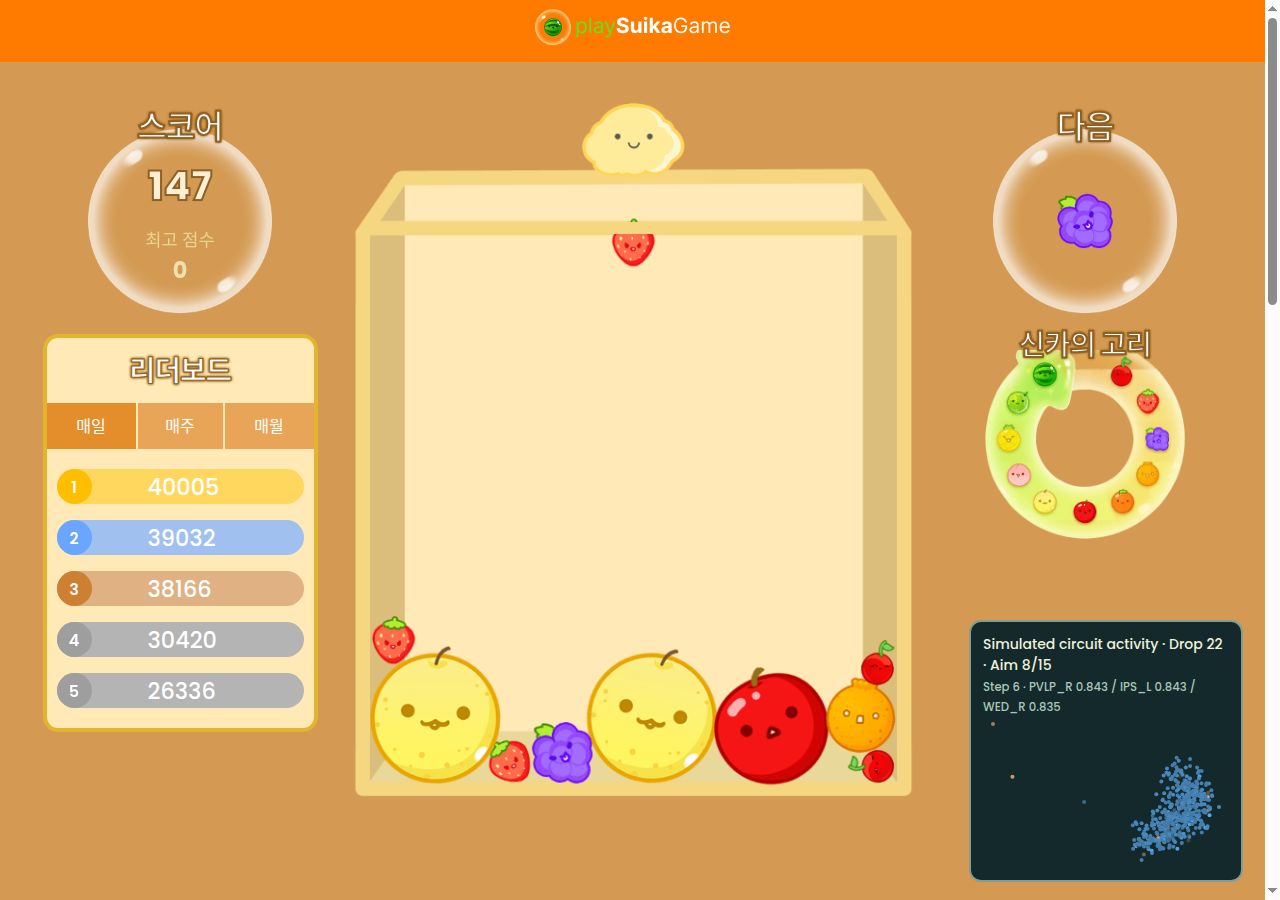 playSuikaGame
스코어
147
최고 점수
0
리더보드
매일 매주 매월
1 40005
2 39032
3 38166
4 30420
5 26336
다음
신카의 고리
Simulated circuit activity · Drop 22
· Aim 8/15
Step 6 · PVLP_R 0.843 / IPS_L 0.843 /
WED_R 0.835